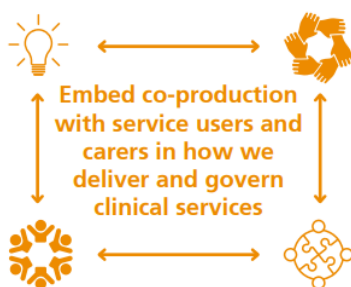 Embed co-production
with service users and
carers in how we
deliver and govern
clinical services